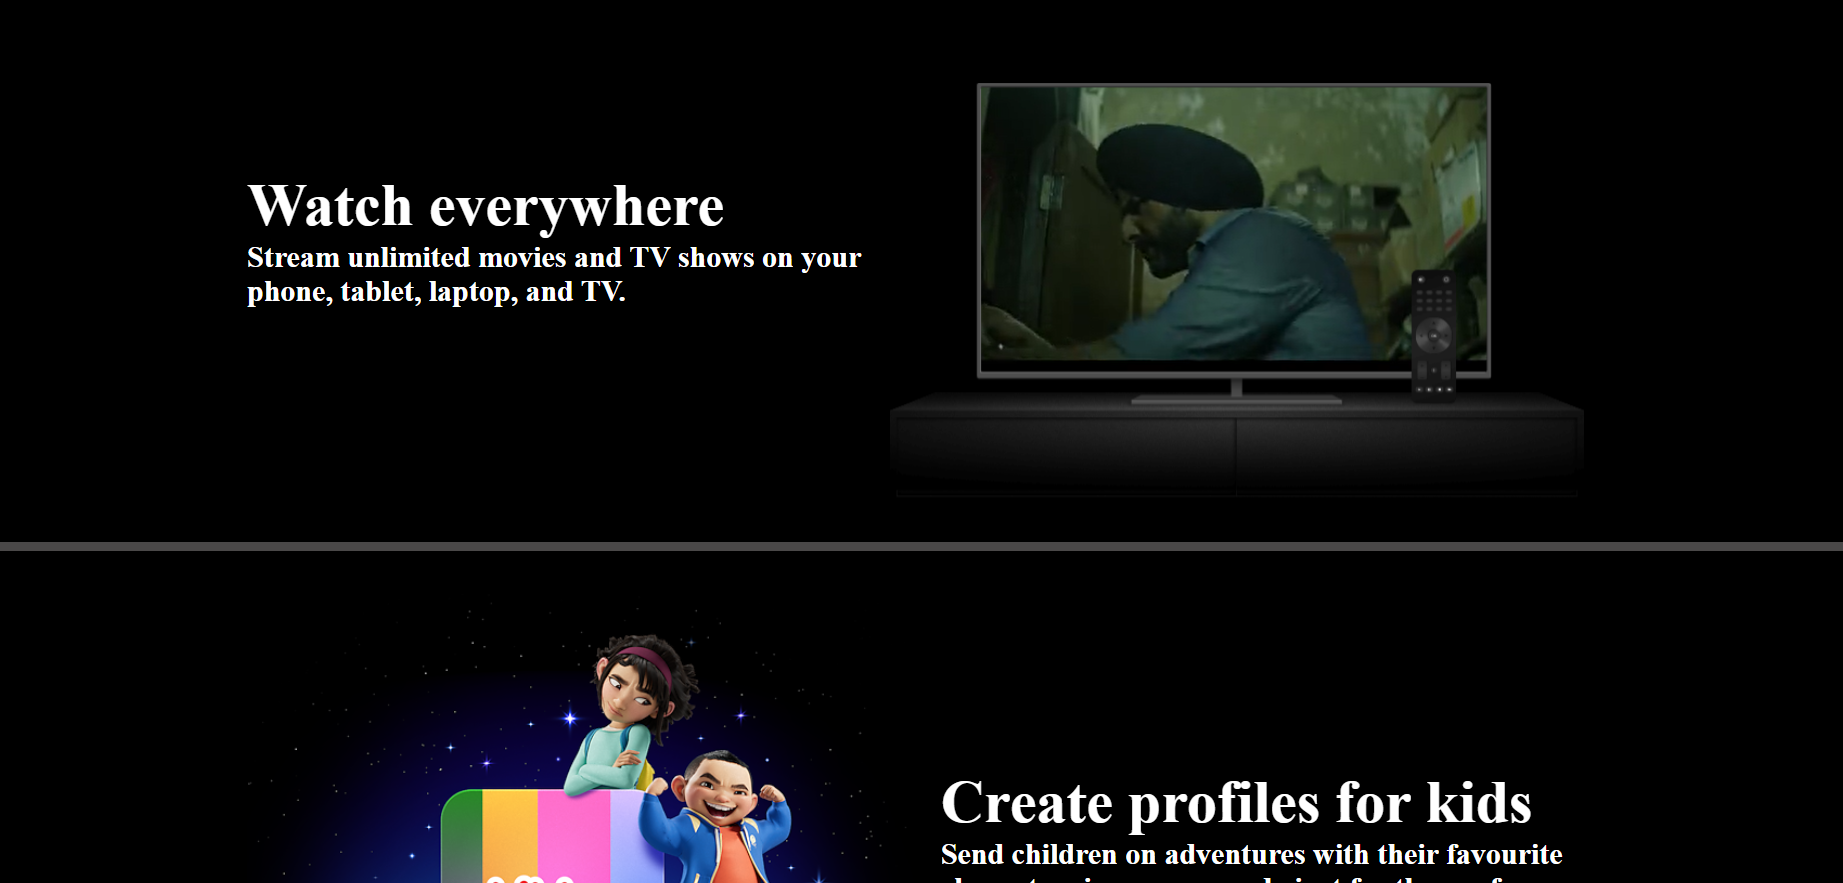 Watch everywhere
Stream unlimited movies and TV shows on your
phone, tablet, laptop, and TV.
Create profiles for kids
Send children on adventures with their favourite